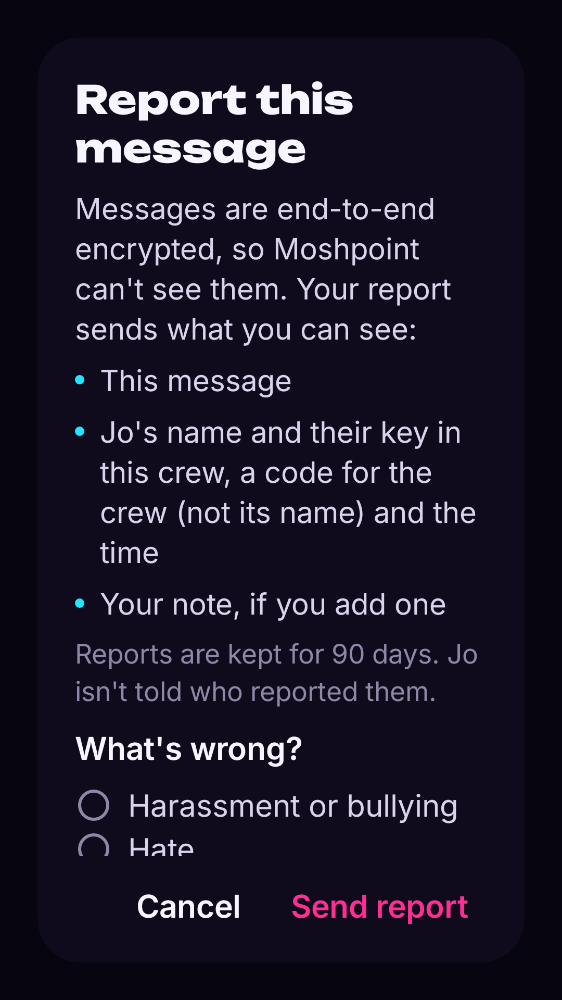 Report this
message
Messages are end-to-end
encrypted, so Moshpoint
can't see them. Your report
sends what you can see:
• This message
• Jo's name and their key in
this crew, a code for the
crew (not its name) and the
time
• Your note, if you add one
Reports are kept for 90 days. Jo
isn't told who reported them.
What's wrong?
Harassment or bullying
Hate
Cancel Send report